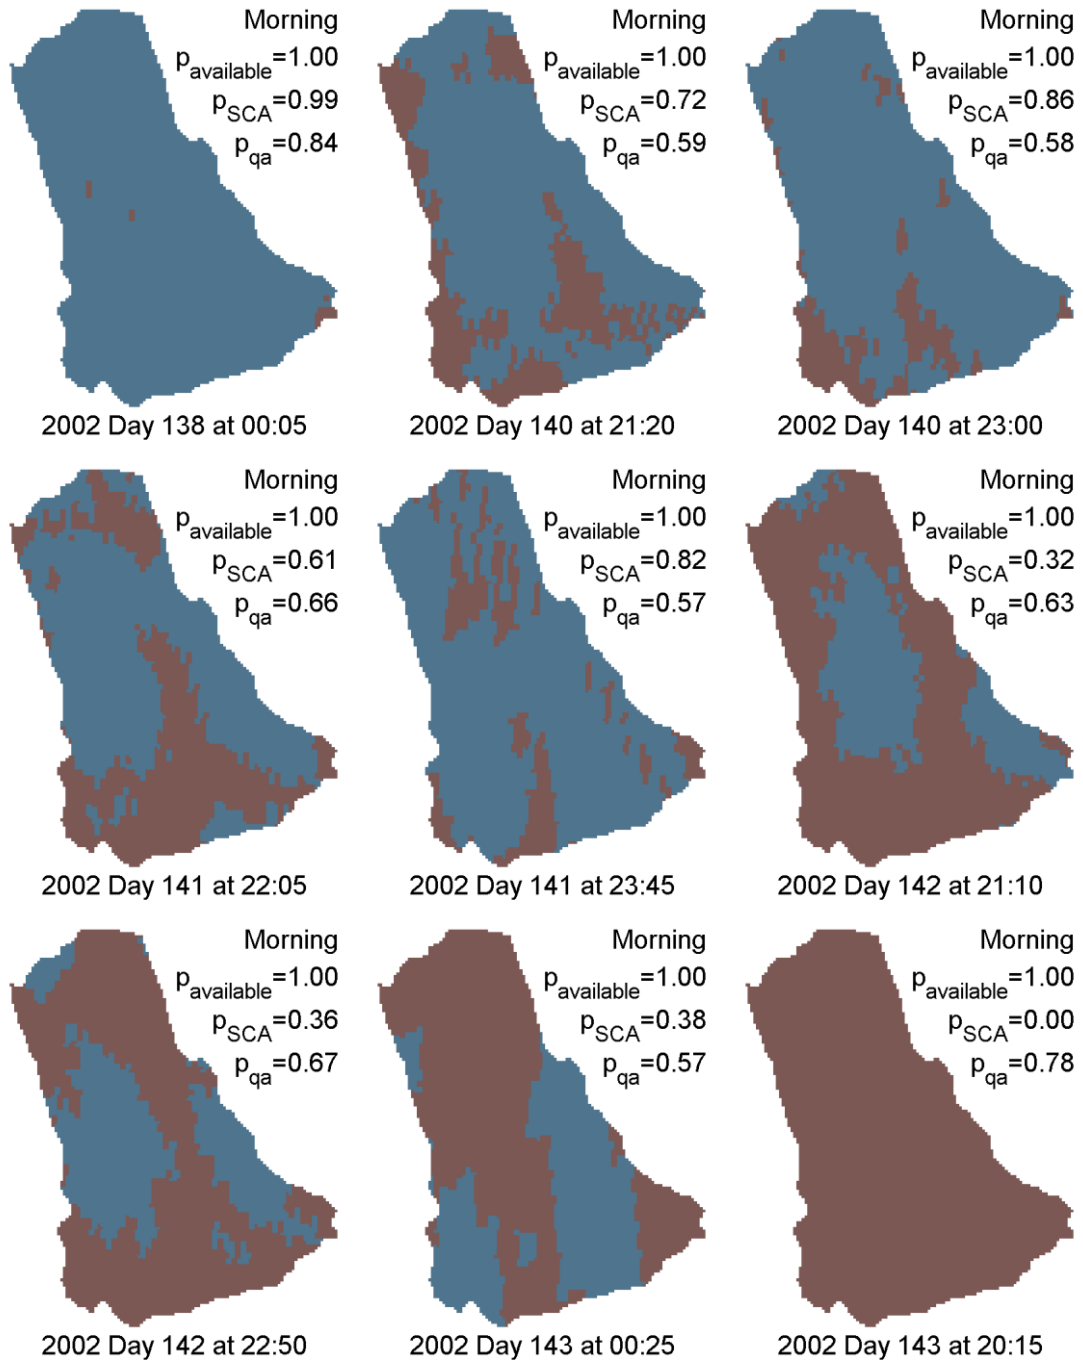 Morning
p_available=1.00
p_SCA=0.99
p_qa=0.84
2002 Day 138 at 00:05
Morning
p_available=1.00
p_SCA=0.72
p_qa=0.59
2002 Day 140 at 21:20
Morning
p_available=1.00
p_SCA=0.86
p_qa=0.58
2002 Day 140 at 23:00
Morning
p_available=1.00
p_SCA=0.61
p_qa=0.66
2002 Day 141 at 22:05
Morning
p_available=1.00
p_SCA=0.82
p_qa=0.57
2002 Day 141 at 23:45
Morning
p_available=1.00
p_SCA=0.32
p_qa=0.63
2002 Day 142 at 21:10
Morning
p_available=1.00
p_SCA=0.36
p_qa=0.67
2002 Day 142 at 22:50
Morning
p_available=1.00
p_SCA=0.38
p_qa=0.57
2002 Day 143 at 00:25
Morning
p_available=1.00
p_SCA=0.00
p_qa=0.78
2002 Day 143 at 20:15